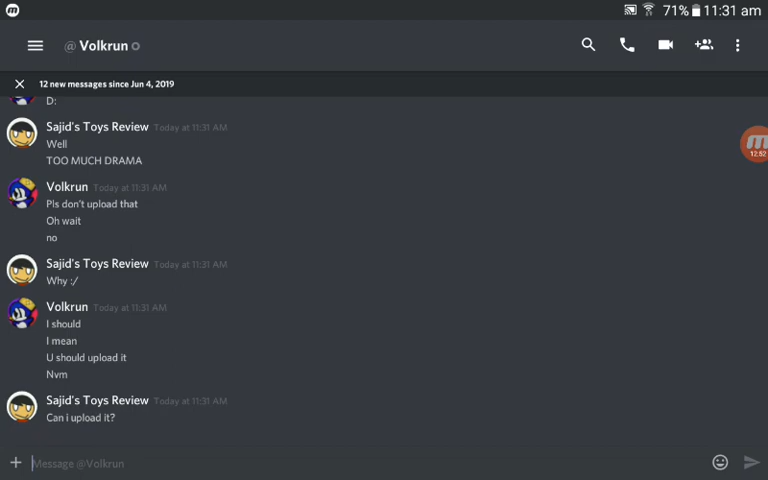 71% 11:31 am
@ Volkrun
12 new messages since Jun 4, 2019
D:
Sajid's Toys Review Today at 11:31 AM
Well
TOO MUCH DRAMA
12:52
Volkrun Today at 11:31 AM
Pls don't upload that
Oh wait
no
Sajid's Toys Review Today at 11:31 AM
Why :/
Volkrun Today at 11:31 AM
I should
I mean
U should upload it
Nvm
Sajid's Toys Review Today at 11:31 AM
Can i upload it?
Message @Volkrun